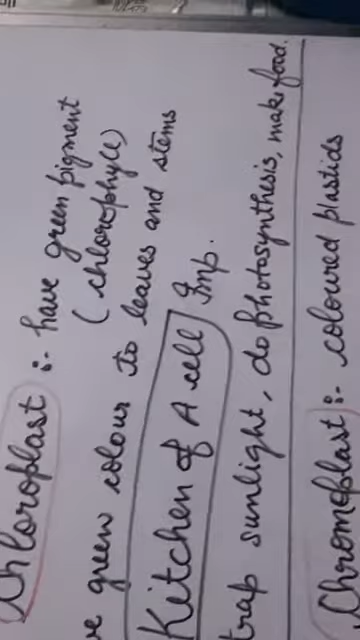 Chloroplast :- have green pigment
(chlorophyll)
ve green colour to leaves and stems
Kitchen of A cell Imp.
trap sunlight, do photosynthesis, make food.
Chromoplast :- coloured plastids